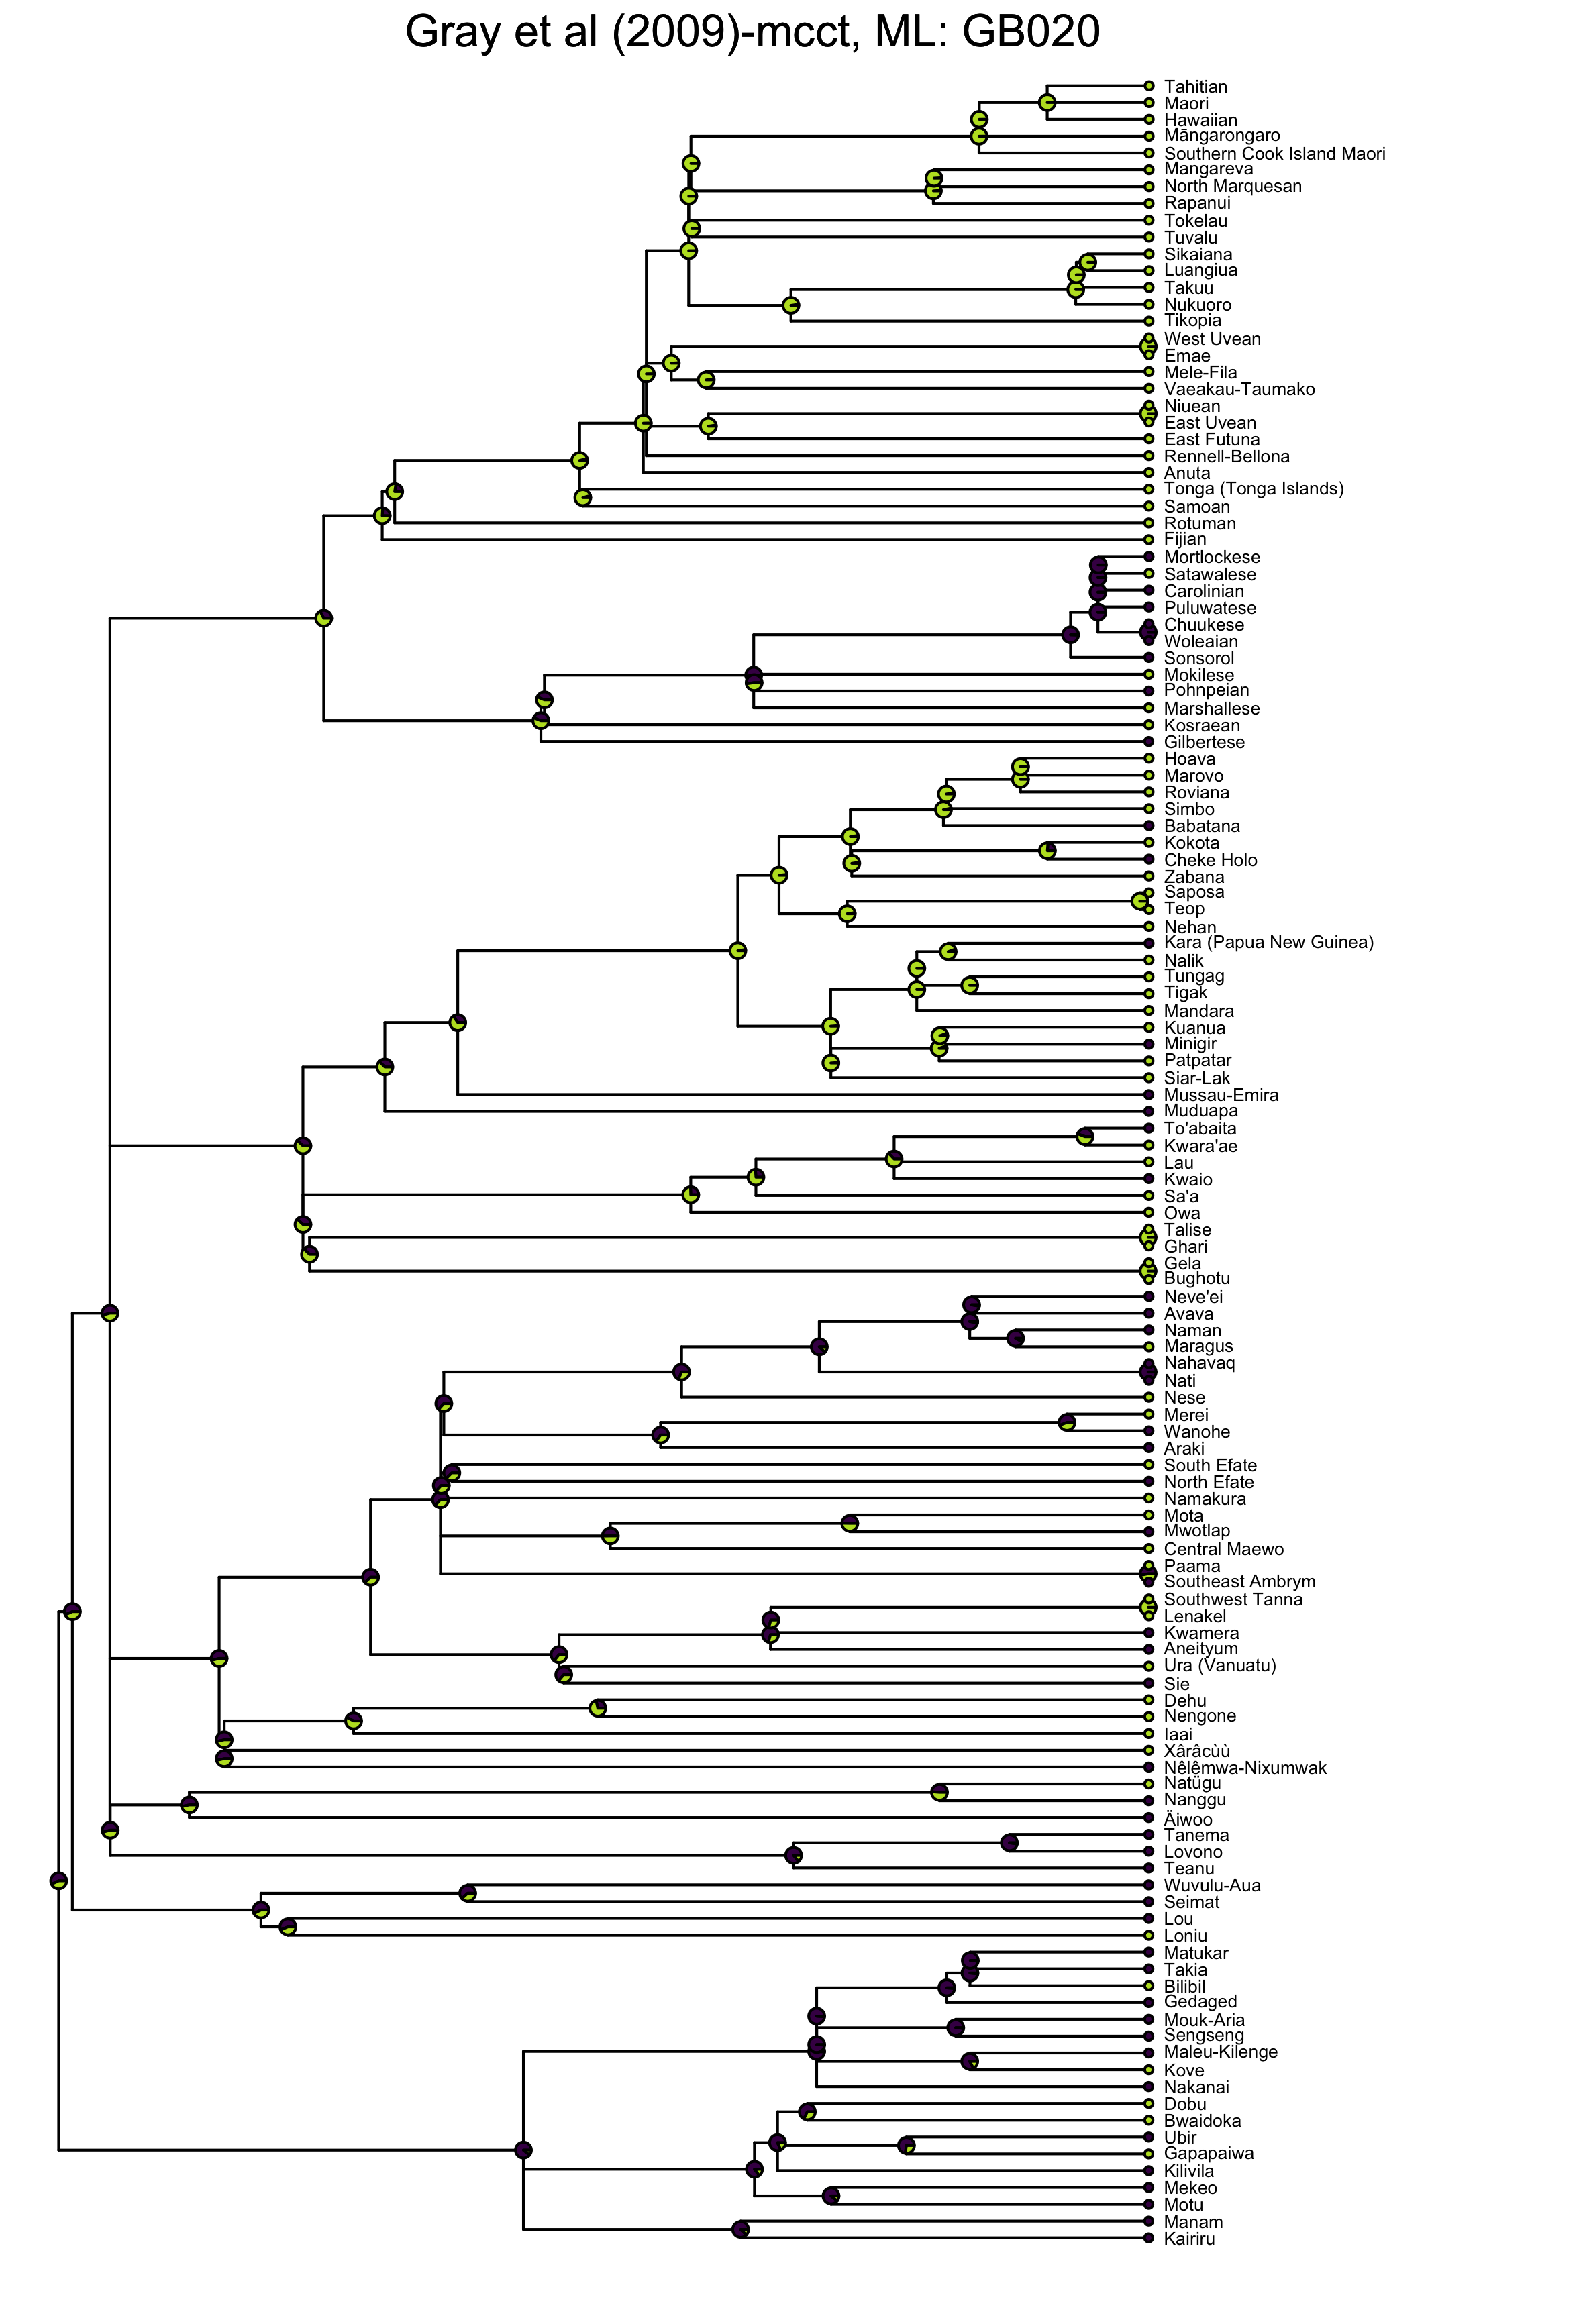 Gray et al (2009)-mcct, ML: GB020
Tahitian
Maori
Hawaiian
Māngarongaro
Southern Cook Island Maori
Mangareva
North Marquesan
Rapanui
Tokelau
Tuvalu
Sikaiana
Luangiua
Takuu
Nukuoro
Tikopia
West Uvean
Emae
Mele-Fila
Vaeakau-Taumako
Niuean
East Uvean
East Futuna
Rennell-Bellona
Anuta
Tonga (Tonga Islands)
Samoan
Rotuman
Fijian
Mortlockese
Satawalese
Carolinian
Puluwatese
Chuukese
Woleaian
Sonsorol
Mokilese
Pohnpeian
Marshallese
Kosraean
Gilbertese
Hoava
Marovo
Roviana
Simbo
Babatana
Kokota
Cheke Holo
Zabana
Saposa
Teop
Nehan
Kara (Papua New Guinea)
Nalik
Tungag
Tigak
Mandara
Kuanua
Minigir
Patpatar
Siar-Lak
Mussau-Emira
Muduapa
To'abaita
Kwara'ae
Lau
Kwaio
Sa'a
Owa
Talise
Ghari
Gela
Bughotu
Neve'ei
Avava
Naman
Maragus
Nahavaq
Nati
Nese
Merei
Wanohe
Araki
South Efate
North Efate
Namakura
Mota
Mwotlap
Central Maewo
Paama
Southeast Ambrym
Southwest Tanna
Lenakel
Kwamera
Aneityum
Ura (Vanuatu)
Sie
Dehu
Nengone
Iaai
Xârâcùù
Nêlêmwa-Nixumwak
Natügu
Nanggu
Äiwoo
Tanema
Lovono
Teanu
Wuvulu-Aua
Seimat
Lou
Loniu
Matukar
Takia
Bilibil
Gedaged
Mouk-Aria
Sengseng
Maleu-Kilenge
Kove
Nakanai
Dobu
Bwaidoka
Ubir
Gapapaiwa
Kilivila
Mekeo
Motu
Manam
Kairiru